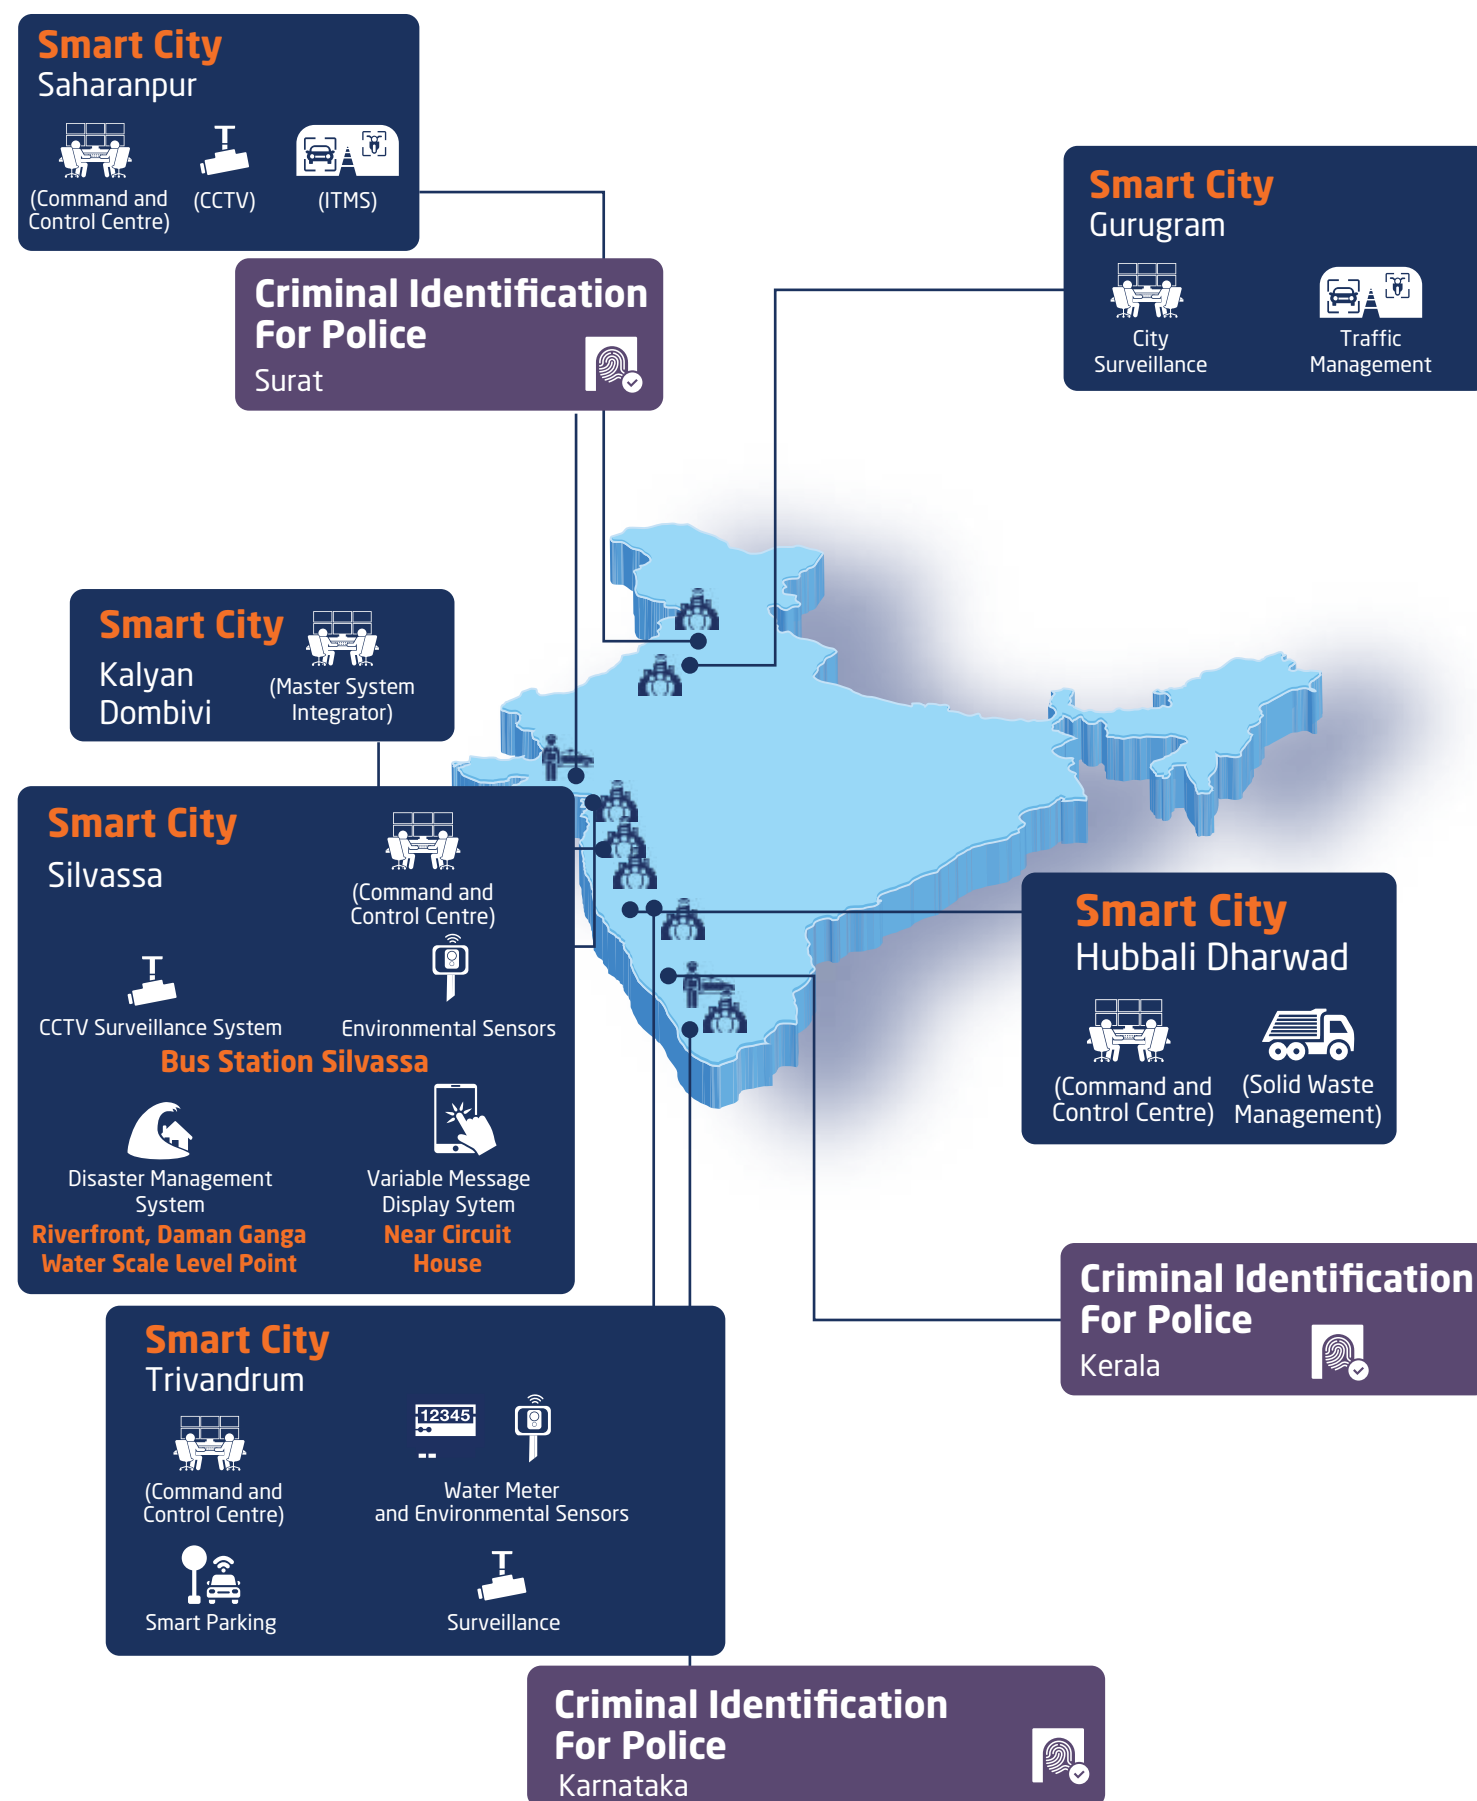 Smart City
Saharanpur
(Command and
Control Centre)
(CCTV)
(ITMS)
Criminal Identification
For Police
Surat
Smart City
Gurugram
City
Surveillance
Traffic
Management
Smart City
Kalyan
Dombivi
(Master System
Integrator)
Smart City
Silvassa
(Command and
Control Centre)
CCTV Surveillance System
Environmental Sensors
Bus Station Silvassa
Disaster Management
System
Riverfront, Daman Ganga
Water Scale Level Point
Variable Message
Display Sytem
Near Circuit
House
Smart City
Hubbali Dharwad
(Command and
Control Centre)
(Solid Waste
Management)
Criminal Identification
For Police
Kerala
Smart City
Trivandrum
(Command and
Control Centre)
12345
Water Meter
and Environmental Sensors
Smart Parking
Surveillance
Criminal Identification
For Police
Karnataka